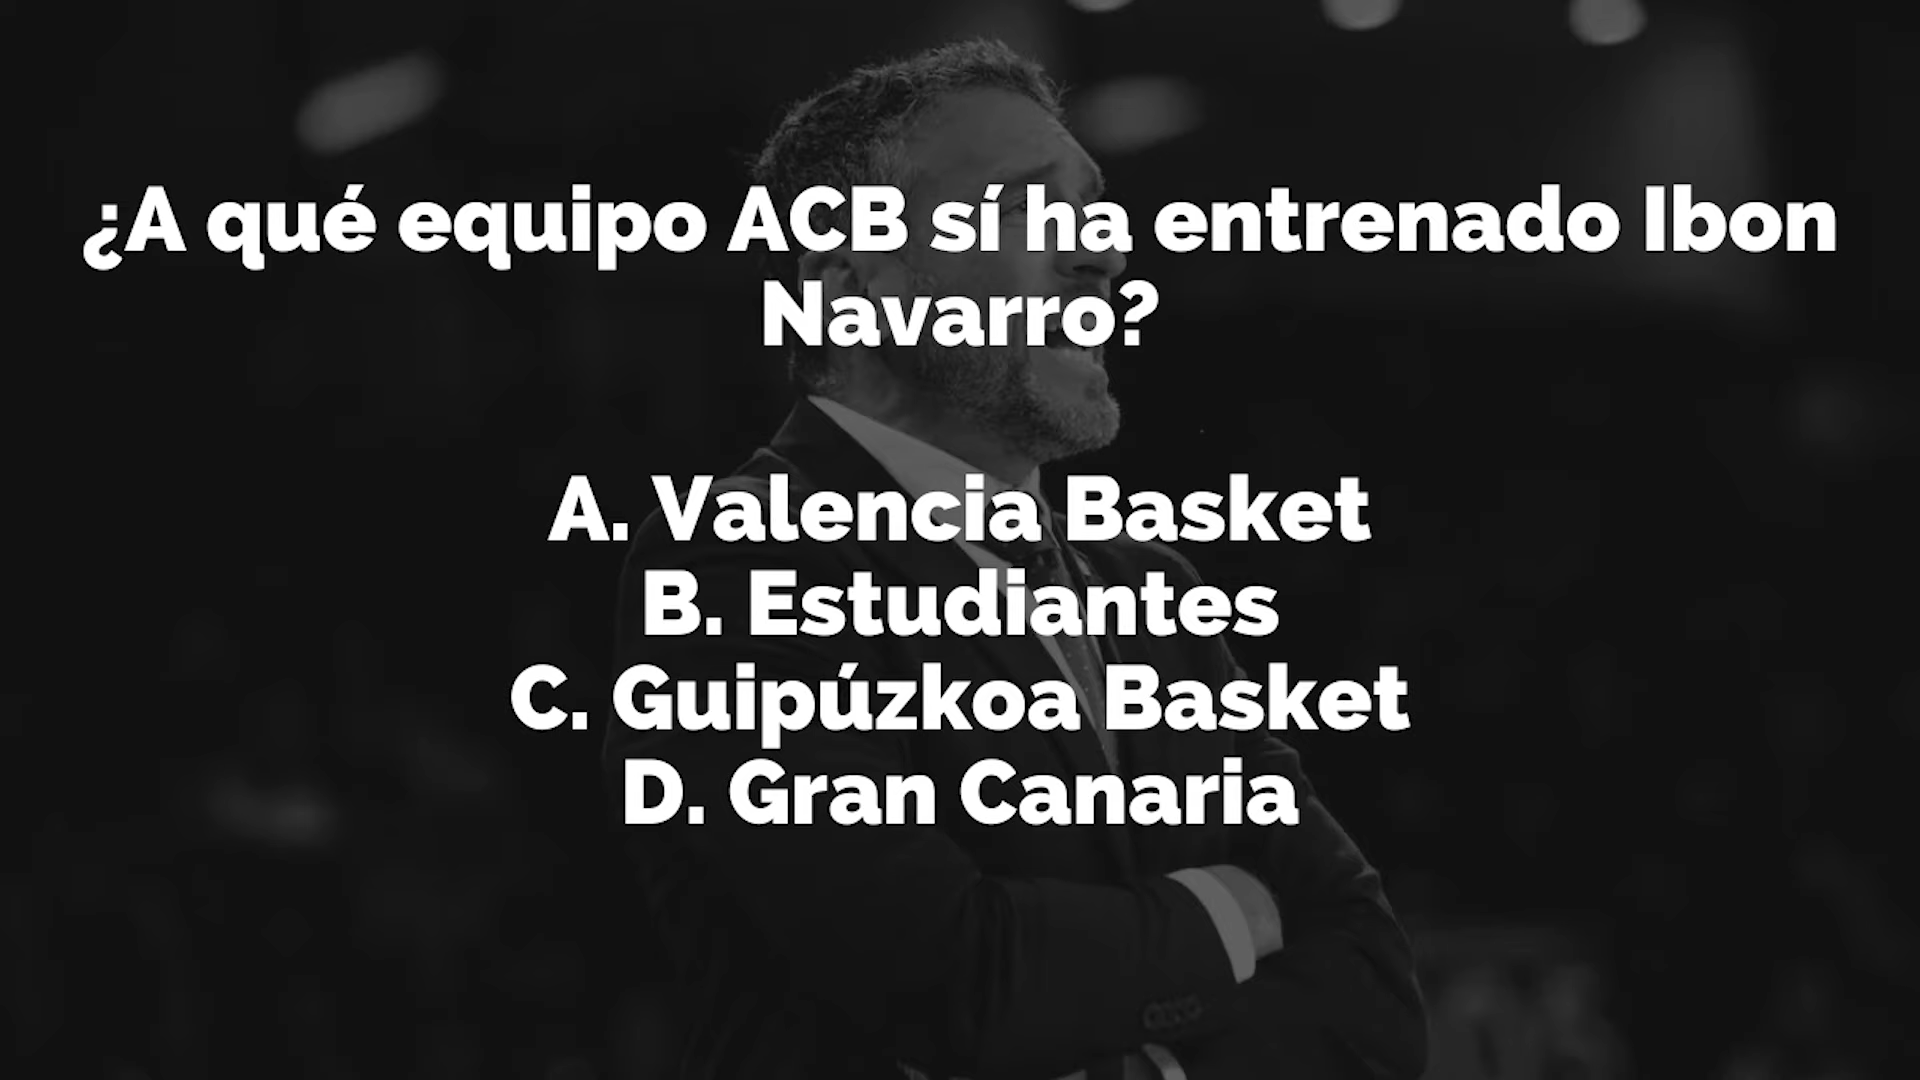 ¿A qué equipo ACB sí ha entrenado Ibon
Navarro?
A. Valencia Basket
B. Estudiantes
C. Guipúzkoa Basket
D. Gran Canaria